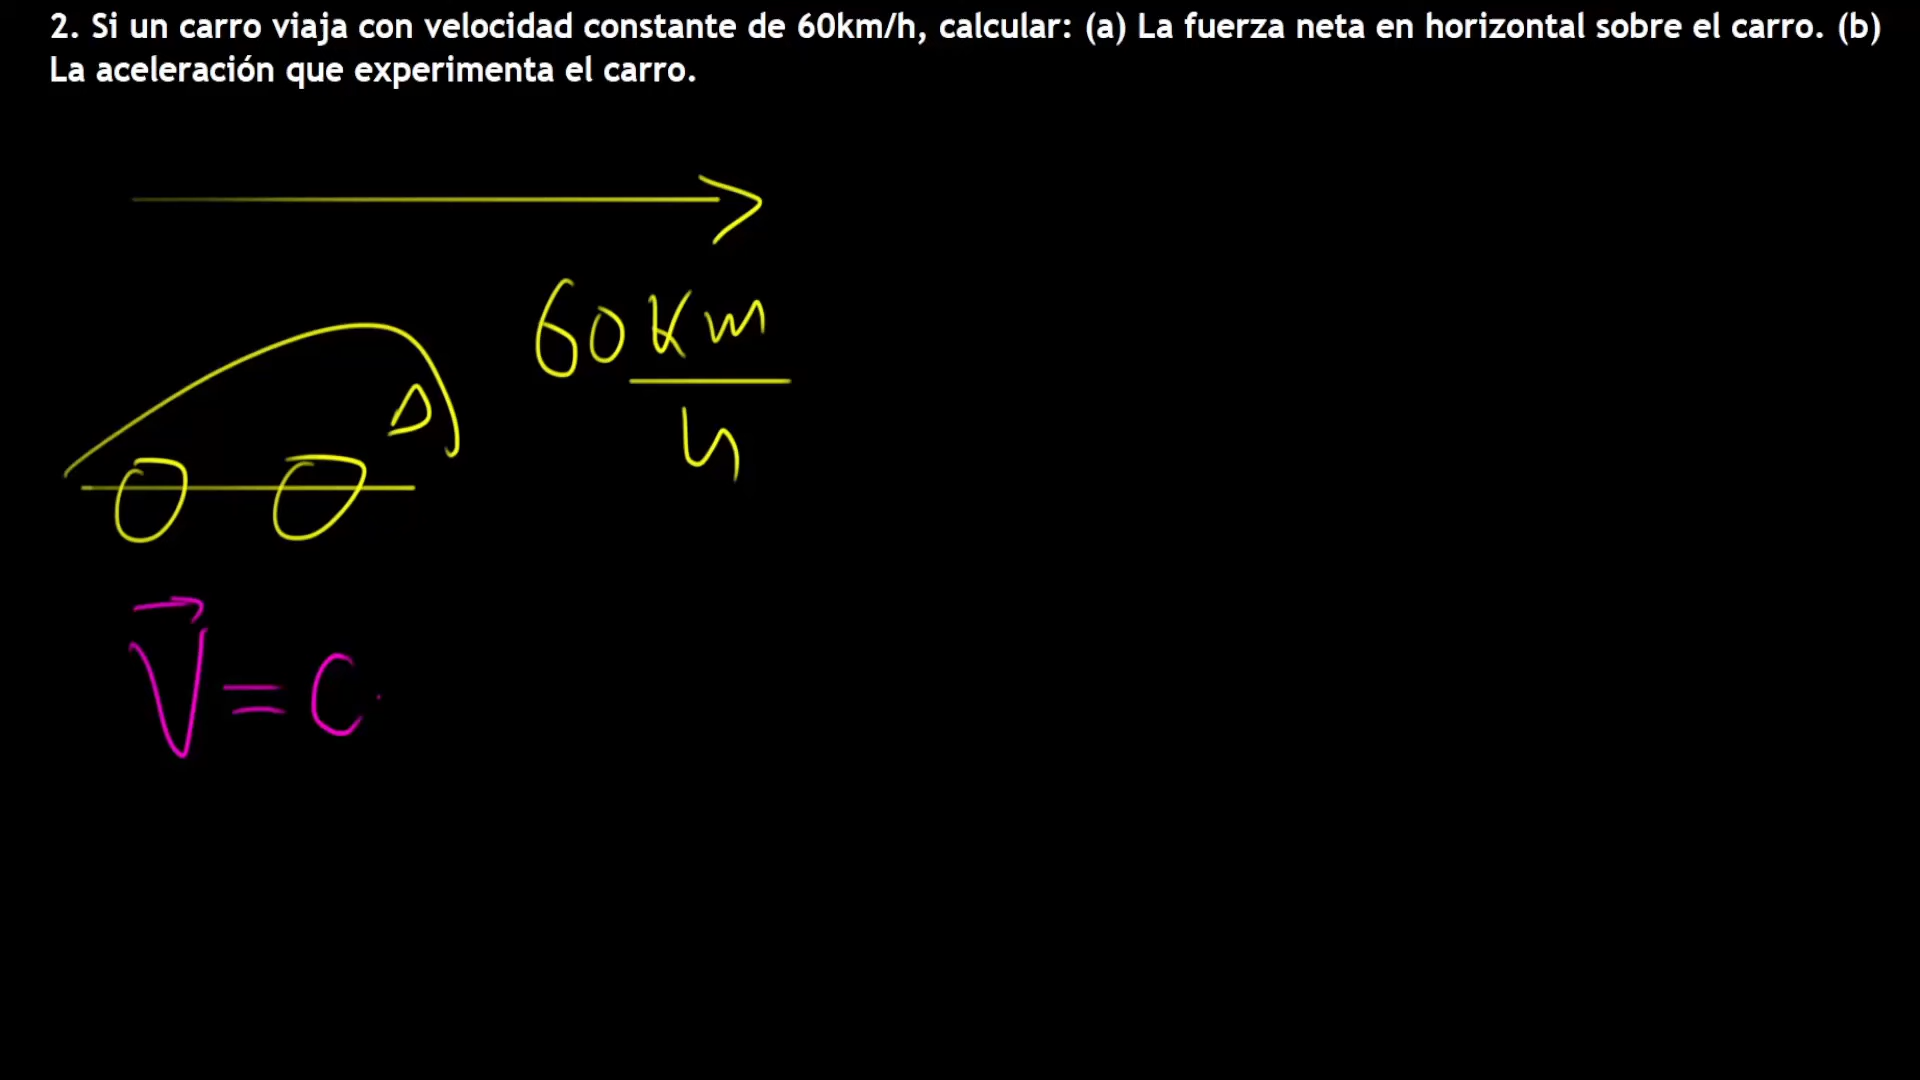 2. Si un carro viaja con velocidad constante de 60km/h, calcular: (a) La fuerza neta en horizontal sobre el carro. (b)
La aceleración que experimenta el carro.
60 Km
h
V = C